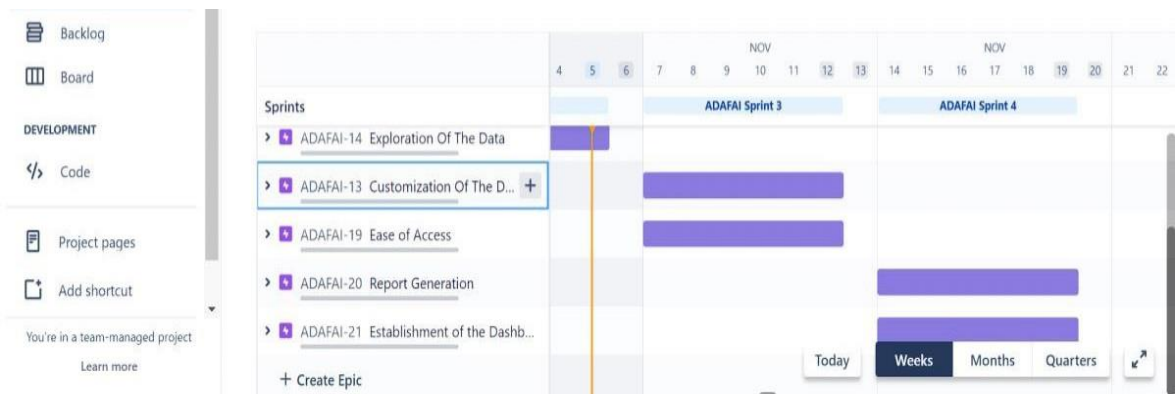 Backlog
Board
DEVELOPMENT
Code
Project pages
Add shortcut
You're in a team-managed project
Learn more
NOV NOV
4 5 6 7 8 9 10 11 12 13 14 15 16 17 18 19 20 21 22
Sprints ADAFAI Sprint 3 ADAFAI Sprint 4
ADAFAI-14 Exploration Of The Data
ADAFAI-13 Customization Of The D... +
ADAFAI-19 Ease of Access
ADAFAI-20 Report Generation
ADAFAI-21 Establishment of the Dashb...
+ Create Epic
Today Weeks Months Quarters